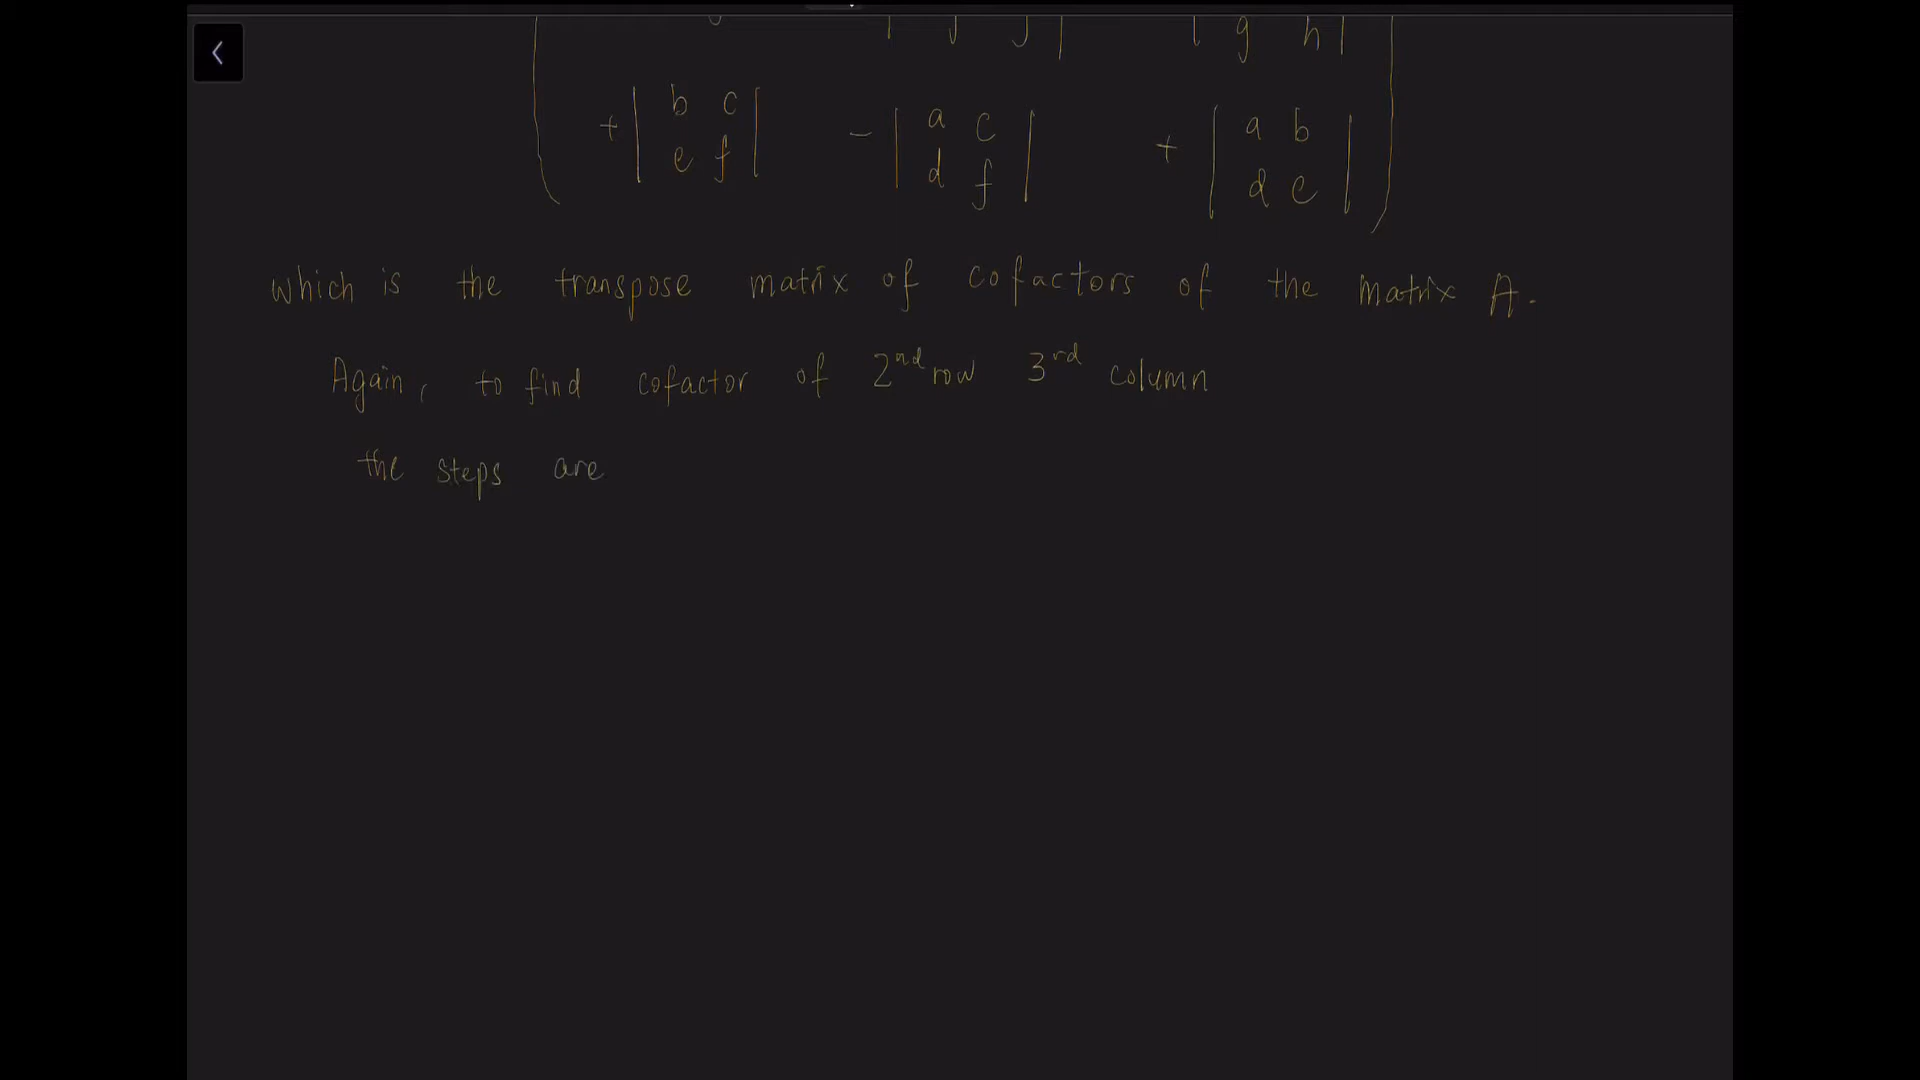 g h
+ | b c | - | a c | + | a b |
e f d f d e
which is the transpose matrix of cofactors of the matrix A.
Again, to find cofactor of 2nd row 3rd column
the steps are